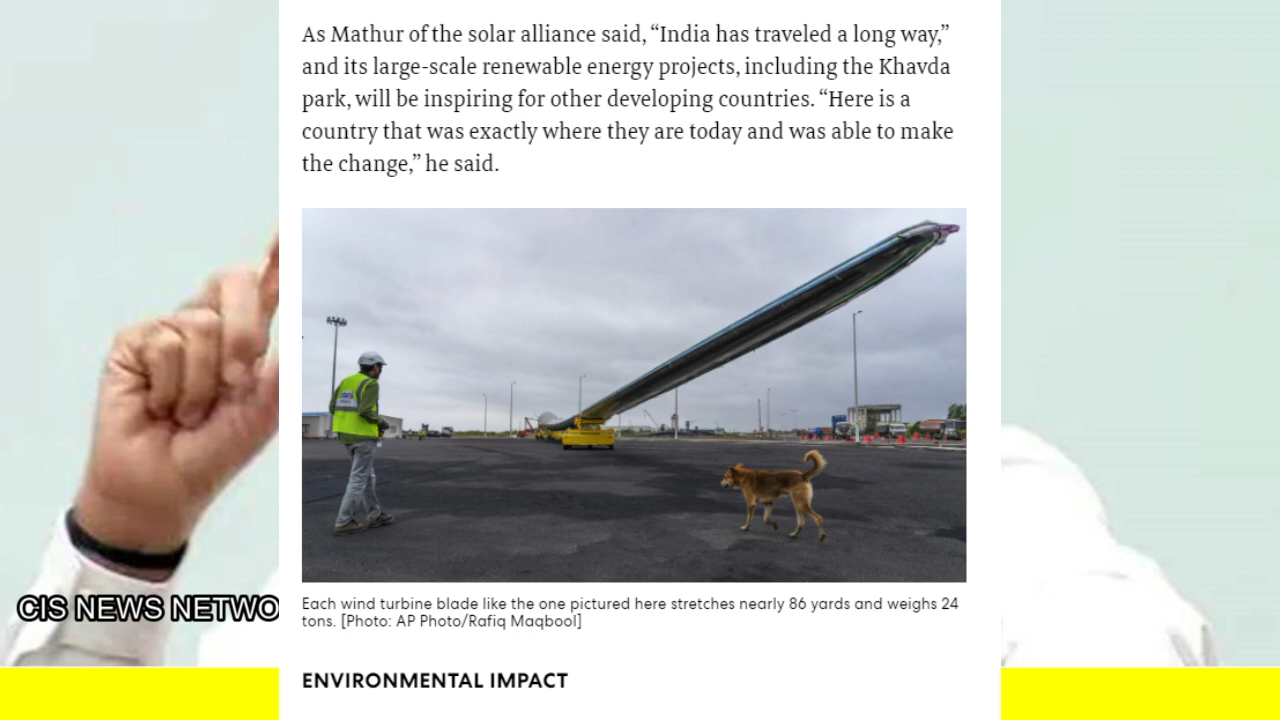 As Mathur of the solar alliance said, “India has traveled a long way,”
and its large-scale renewable energy projects, including the Khavda
park, will be inspiring for other developing countries. “Here is a
country that was exactly where they are today and was able to make
the change,” he said.
Each wind turbine blade like the one pictured here stretches nearly 86 yards and weighs 24
tons. [Photo: AP Photo/Rafiq Maqbool]
ENVIRONMENTAL IMPACT
CIS NEWS NETWO